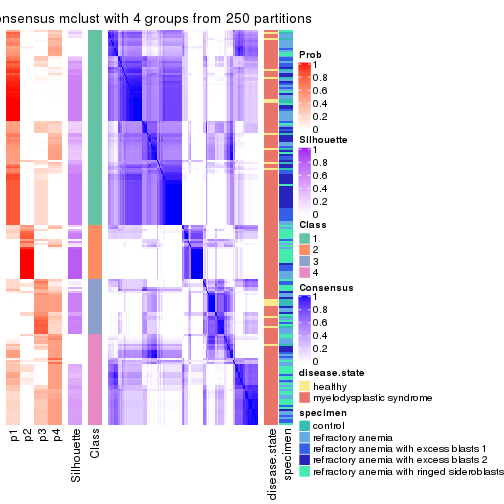 onsensus mclust with 4 groups from 250 partitions
Prob
1
0.8
0.6
0.4
0.2
0
Silhouette
1
0.8
0.6
0.4
0.2
0
Class
1
2
3
4
Consensus
1
0.8
0.6
0.4
0.2
0
disease.state
healthy
myelodysplastic syndrome
specimen
control
refractory anemia
refractory anemia with excess blasts 1
refractory anemia with excess blasts 2
refractory anemia with ringed sideroblasts
p1
p2
p3
p4
Silhouette
Class
disease.state
specimen